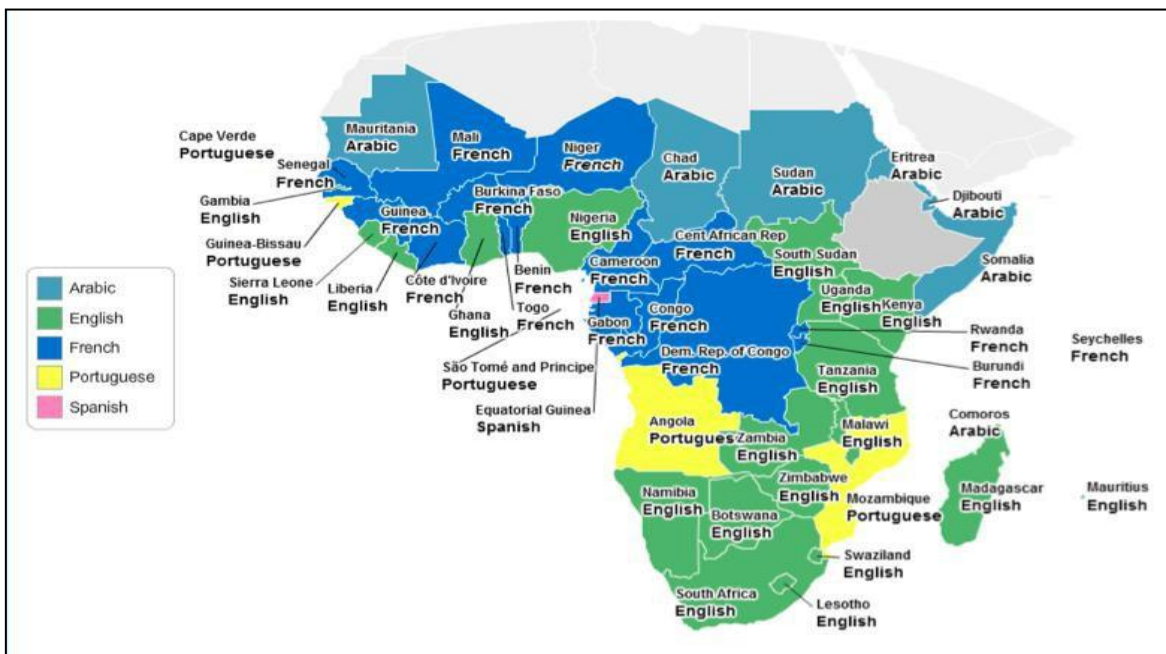 Cape Verde
Portuguese
Mauritania
Arabic
Mali
French
Niger
French
Chad
Arabic
Sudan
Arabic
Eritrea
Arabic
Djibouti
Arabic
Somalia
Arabic
Senegal
French
Gambia
English
Guinea-Bissau
Portuguese
Guinea
French
Sierra Leone
English
Liberia
English
Côte d'Ivoire
French
Burkina Faso
French
Ghana
English
Togo
French
Benin
French
Nigeria
English
Cameroon
French
Cent African Rep
French
South Sudan
English
Uganda
English
Kenya
English
Rwanda
French
Burundi
French
Seychelles
French
São Tomé and Principe
Portuguese
Equatorial Guinea
Spanish
Gabon
French
Congo
French
Dem. Rep. of Congo
French
Tanzania
English
Angola
Portugues
Zambia
English
Malawi
English
Comoros
Arabic
Namibia
English
Botswana
English
Zimbabwe
English
Mozambique
Portuguese
Madagascar
English
Mauritius
English
Swaziland
English
South Africa
English
Lesotho
English
Arabic
English
French
Portuguese
Spanish